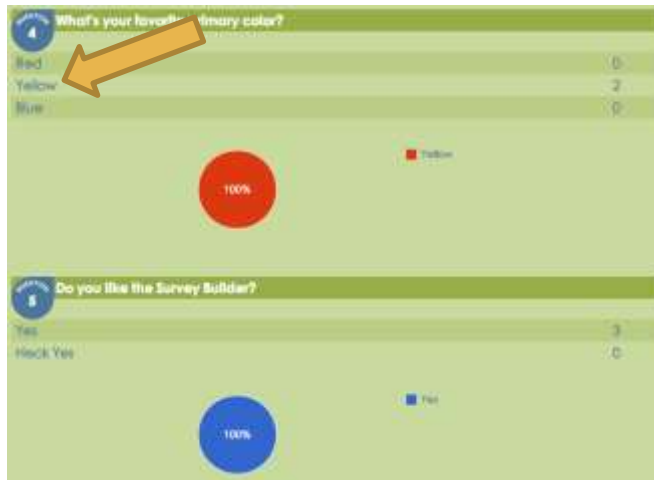 4 What's your favorite primary color?
Red 0
Yellow 2
Blue 0
100% Yellow
5 Do you like the Survey Builder?
Yes 3
Heck Yes 0
100% Yes